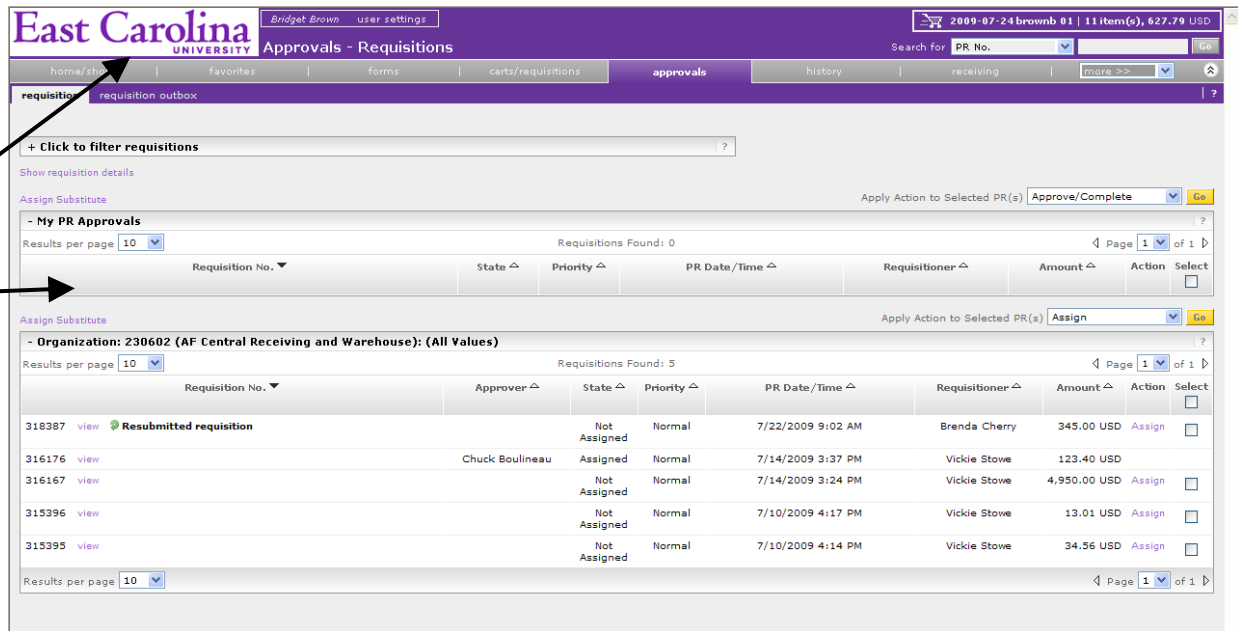 East Carolina
UNIVERSITY
Bridget Brown user settings
2009-07-24 brownb 01 | 11 item(s), 627.79 USD
Approvals - Requisitions
Search for PR No. Go
| favorites | forms | carts/requisitions approvals history | receiving | more >>
requisition requisition outbox | ?
+ Click to filter requisitions ?
Show requisition details
Assign Substitute Apply Action to Selected PR(s) Approve/Complete Go
- My PR Approvals ?
Results per page 10 Requisitions Found: 0 Page 1 of 1
Requisition No. State Priority PR Date/Time Requisitioner Amount Action Select
Assign Substitute Apply Action to Selected PR(s) Assign Go
- Organization: 230602 (AF Central Receiving and Warehouse): (All Values) ?
Results per page 10 Requisitions Found: 5 Page 1 of 1
Requisition No. Approver State Priority PR Date/Time Requisitioner Amount Action Select
318387 view Resubmitted requisition Not Assigned Normal 7/22/2009 9:02 AM Brenda Cherry 345.00 USD Assign
316176 view Chuck Boulineau Assigned Normal 7/14/2009 3:37 PM Vickie Stowe 123.40 USD
316167 view Not Assigned Normal 7/14/2009 3:24 PM Vickie Stowe 4,950.00 USD Assign
315396 view Not Assigned Normal 7/10/2009 4:17 PM Vickie Stowe 13.01 USD Assign
315395 view Not Assigned Normal 7/10/2009 4:14 PM Vickie Stowe 34.56 USD Assign
Results per page 10 Page 1 of 1